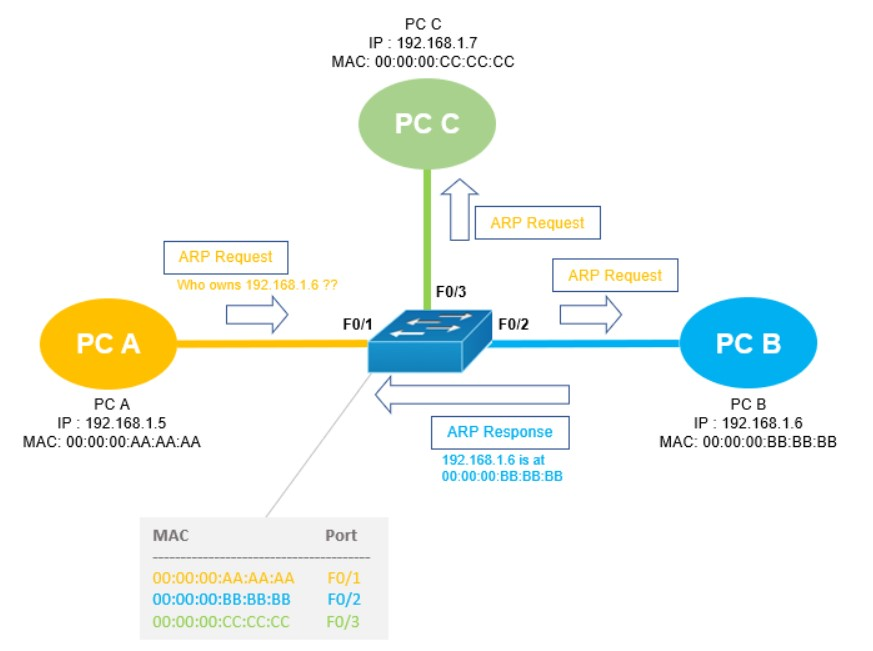 PC C
IP : 192.168.1.7
MAC: 00:00:00:CC:CC:CC
PC C
ARP Request
ARP Request
Who owns 192.168.1.6 ??
ARP Request
F0/3
F0/1
F0/2
PC A
PC B
PC A
IP : 192.168.1.5
MAC: 00:00:00:AA:AA:AA
PC B
IP : 192.168.1.6
MAC: 00:00:00:BB:BB:BB
ARP Response
192.168.1.6 is at
00:00:00:BB:BB:BB
MAC Port
----------------------------------------
00:00:00:AA:AA:AA F0/1
00:00:00:BB:BB:BB F0/2
00:00:00:CC:CC:CC F0/3